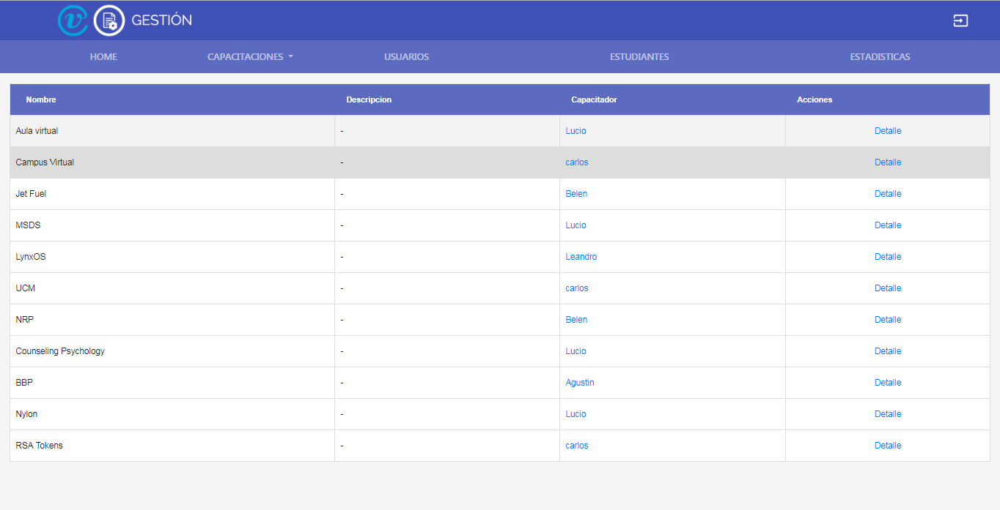 GESTIÓN
HOME CAPACITACIONES USUARIOS ESTUDIANTES ESTADISTICAS
Nombre Descripcion Capacitador Acciones
Aula virtual - Lucio Detalle
Campus Virtual - carlos Detalle
Jet Fuel - Belen Detalle
MSDS - Lucio Detalle
LynxOS - Leandro Detalle
UCM - carlos Detalle
NRP - Belen Detalle
Counseling Psychology - Lucio Detalle
BBP - Agustin Detalle
Nylon - Lucio Detalle
RSA Tokens - carlos Detalle